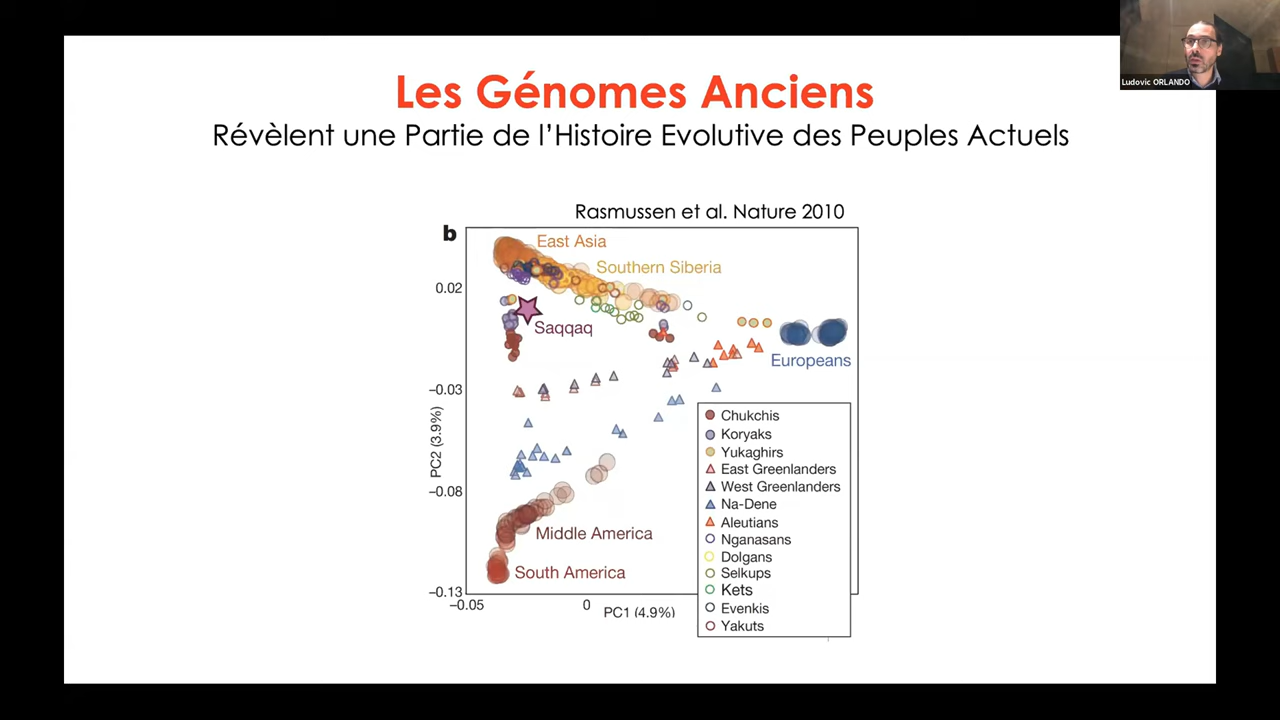 Ludovic ORLANDO
Les Génomes Anciens
Révèlent une Partie de l'Histoire Evolutive des Peuples Actuels
Rasmussen et al. Nature 2010
b
East Asia
Southern Siberia
0.02
Saqqaq
Europeans
−0.03
PC2 (3.9%)
−0.08
Middle America
South America
−0.13
−0.05
0
PC1 (4.9%)
Chukchis
Koryaks
Yukaghirs
East Greenlanders
West Greenlanders
Na-Dene
Aleutians
Nganasans
Dolgans
Selkups
Kets
Evenkis
Yakuts